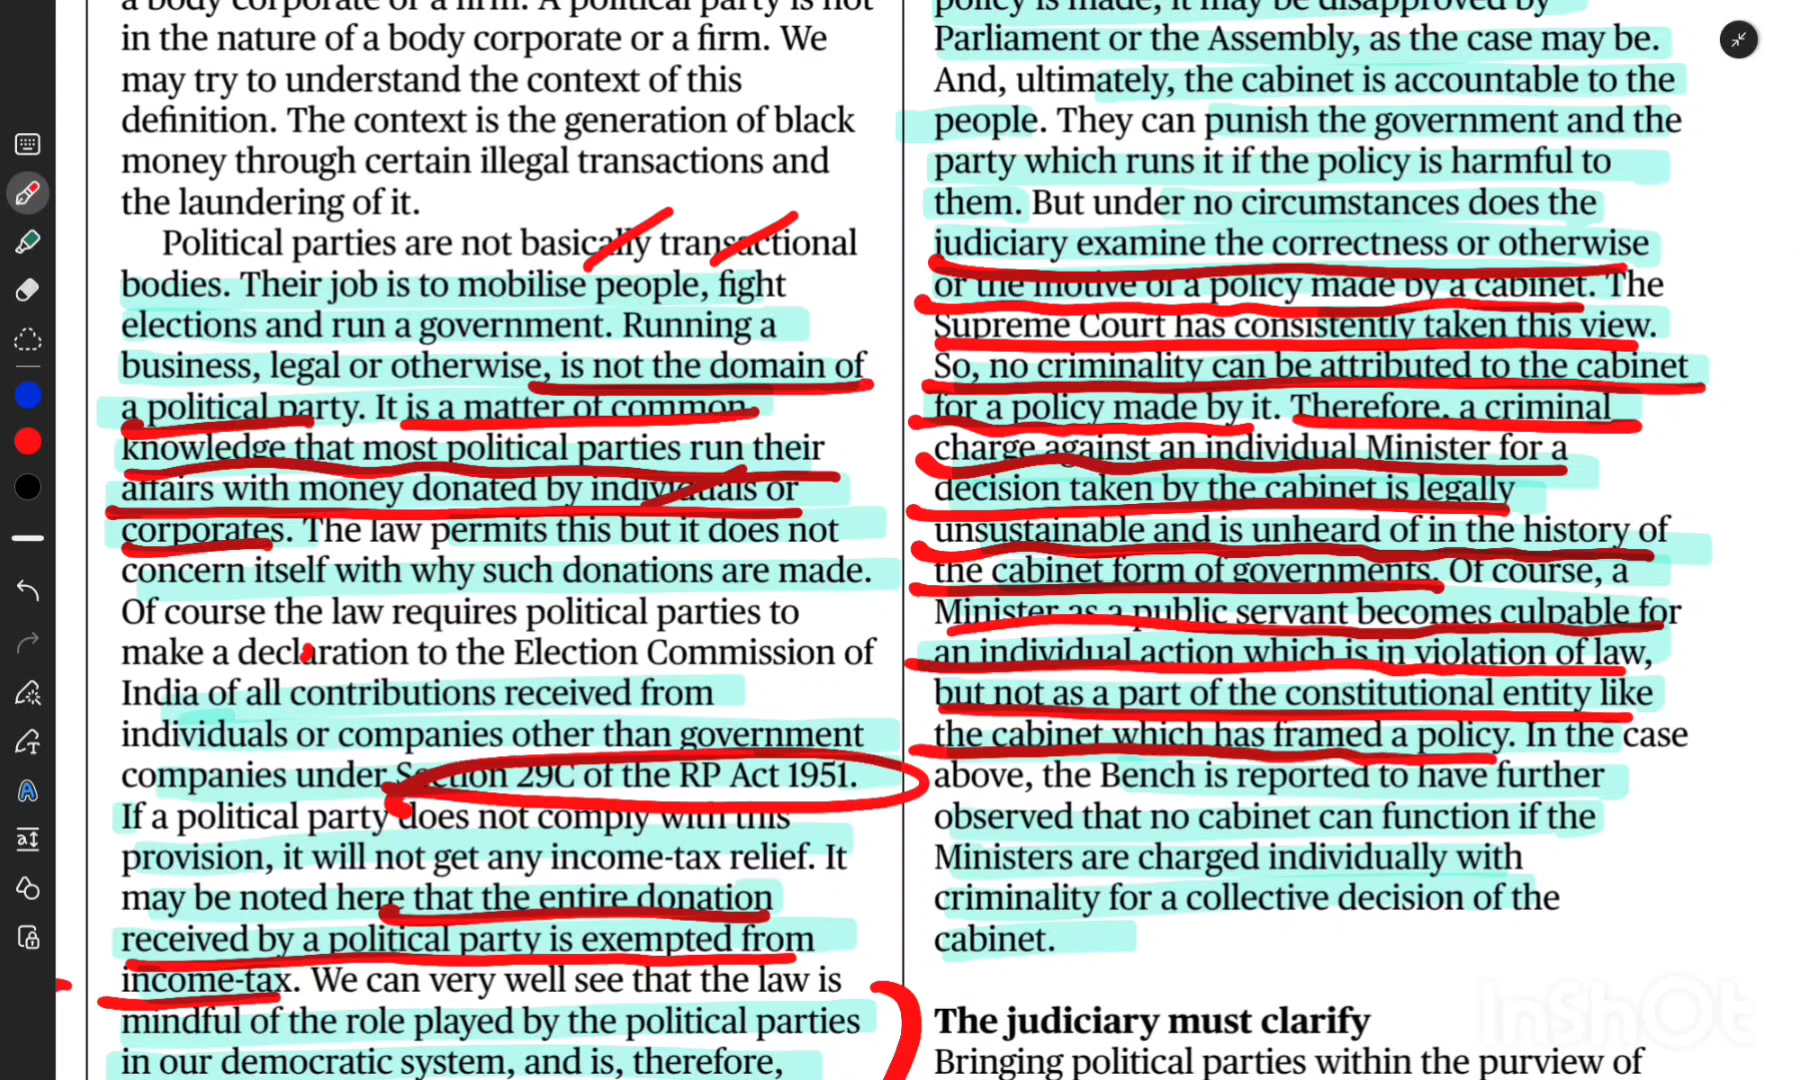 a body corporate or a firm. A political party is not
in the nature of a body corporate or a firm. We
may try to understand the context of this
definition. The context is the generation of black
money through certain illegal transactions and
the laundering of it.
Political parties are not basically transactional
bodies. Their job is to mobilise people, fight
elections and run a government. Running a
business, legal or otherwise, is not the domain of
a political party. It is a matter of common
knowledge that most political parties run their
affairs with money donated by individuals or
corporates. The law permits this but it does not
concern itself with why such donations are made.
Of course the law requires political parties to
make a declaration to the Election Commission of
India of all contributions received from
individuals or companies other than government
companies under Section 29C of the RP Act 1951.
If a political party does not comply with this
provision, it will not get any income-tax relief. It
may be noted here that the entire donation
received by a political party is exempted from
income-tax. We can very well see that the law is
mindful of the role played by the political parties
in our democratic system, and is, therefore,
policy is made, it may be disapproved by
Parliament or the Assembly, as the case may be.
And, ultimately, the cabinet is accountable to the
people. They can punish the government and the
party which runs it if the policy is harmful to
them. But under no circumstances does the
judiciary examine the correctness or otherwise
or the motive of a policy made by a cabinet. The
Supreme Court has consistently taken this view.
So, no criminality can be attributed to the cabinet
for a policy made by it. Therefore, a criminal
charge against an individual Minister for a
decision taken by the cabinet is legally
unsustainable and is unheard of in the history of
the cabinet form of governments. Of course, a
Minister as a public servant becomes culpable for
an individual action which is in violation of law,
but not as a part of the constitutional entity like
the cabinet which has framed a policy. In the case
above, the Bench is reported to have further
observed that no cabinet can function if the
Ministers are charged individually with
criminality for a collective decision of the
cabinet.
The judiciary must clarify
Bringing political parties within the purview of
InShOt